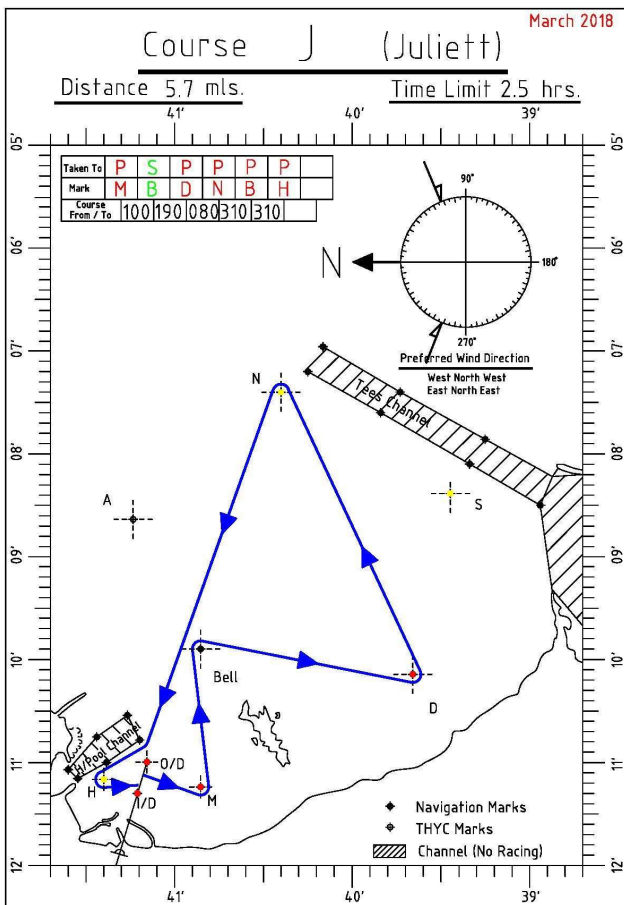 March 2018
Course J (Juliett)
Distance 5.7 mls.
Time Limit 2.5 hrs.
41' 40' 39'
05'
Taken To P S P P P P
Mark M B D N B H
Course From / To 100 190 080 310 310
90°
06'
N
180°
270°
07'
Preferred Wind Direction
West North West
East North East
N
Tees Channel
08'
A
S
09'
10'
Bell
D
H/Pool Channel
O/D
11'
H
I/D
M
Navigation Marks
THYC Marks
Channel (No Racing)
12'
41' 40' 39'
05'
06'
07'
08'
09'
10'
11'
12'